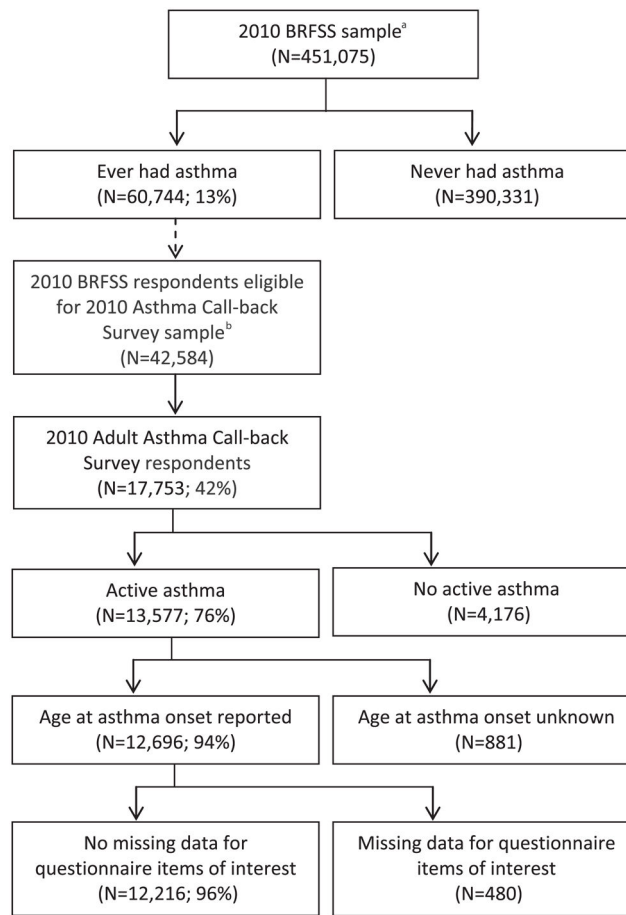 2010 BRFSS sampleᵃ
(N=451,075)
Ever had asthma
(N=60,744; 13%)
Never had asthma
(N=390,331)
2010 BRFSS respondents eligible
for 2010 Asthma Call-back
Survey sampleᵇ
(N=42,584)
2010 Adult Asthma Call-back
Survey respondents
(N=17,753; 42%)
Active asthma
(N=13,577; 76%)
No active asthma
(N=4,176)
Age at asthma onset reported
(N=12,696; 94%)
Age at asthma onset unknown
(N=881)
No missing data for
questionnaire items of interest
(N=12,216; 96%)
Missing data for questionnaire
items of interest
(N=480)